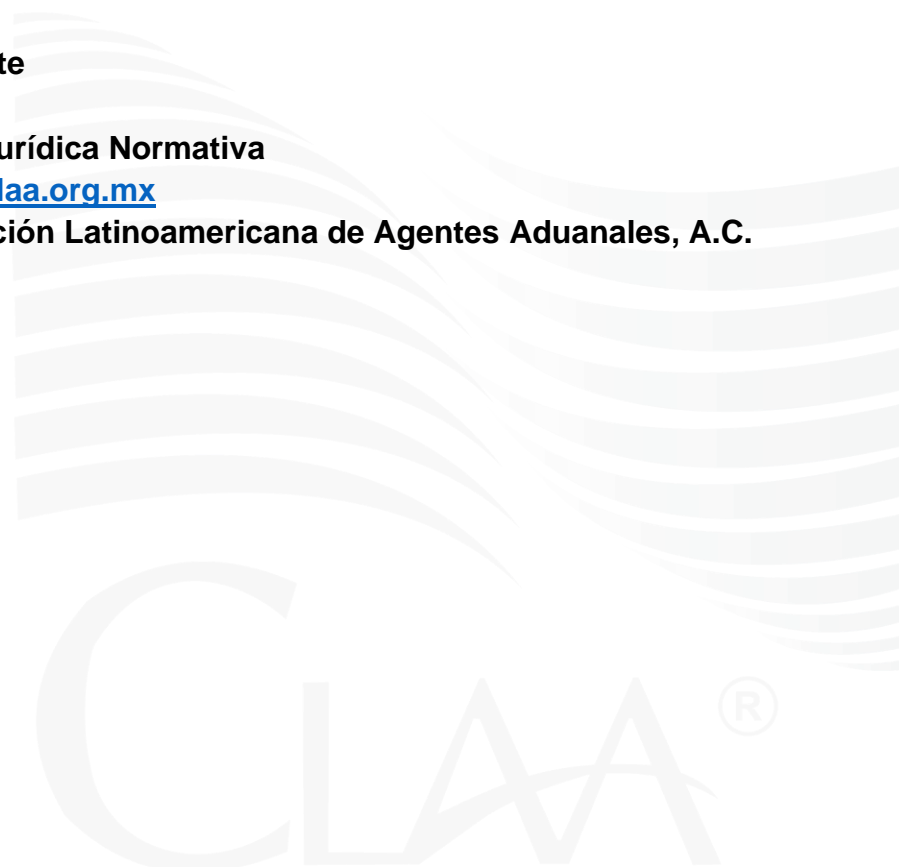 te
urídica Normativa
laa.org.mx
ción Latinoamericana de Agentes Aduanales, A.C.
CLAA®